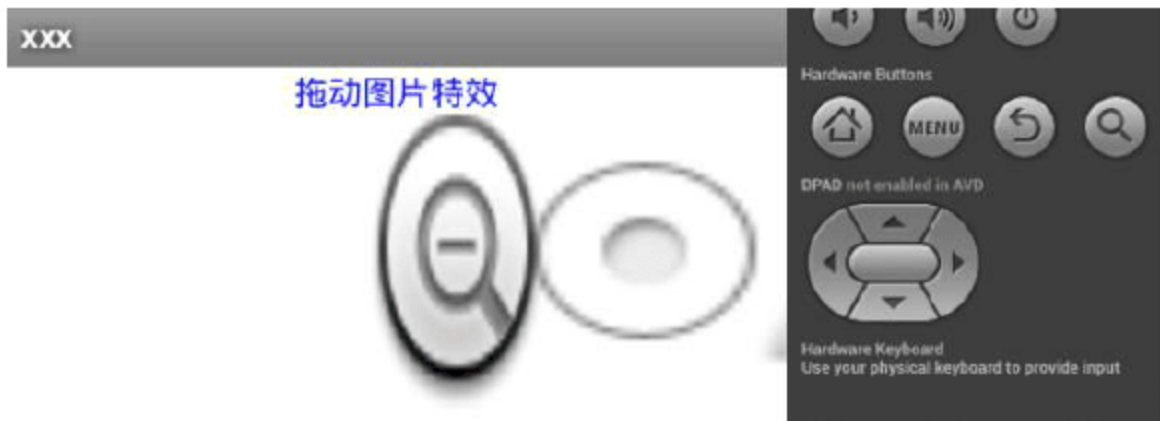 xxx
拖动图片特效
Hardware Buttons
MENU
DPAD not enabled in AVD
Hardware Keyboard
Use your physical keyboard to provide input